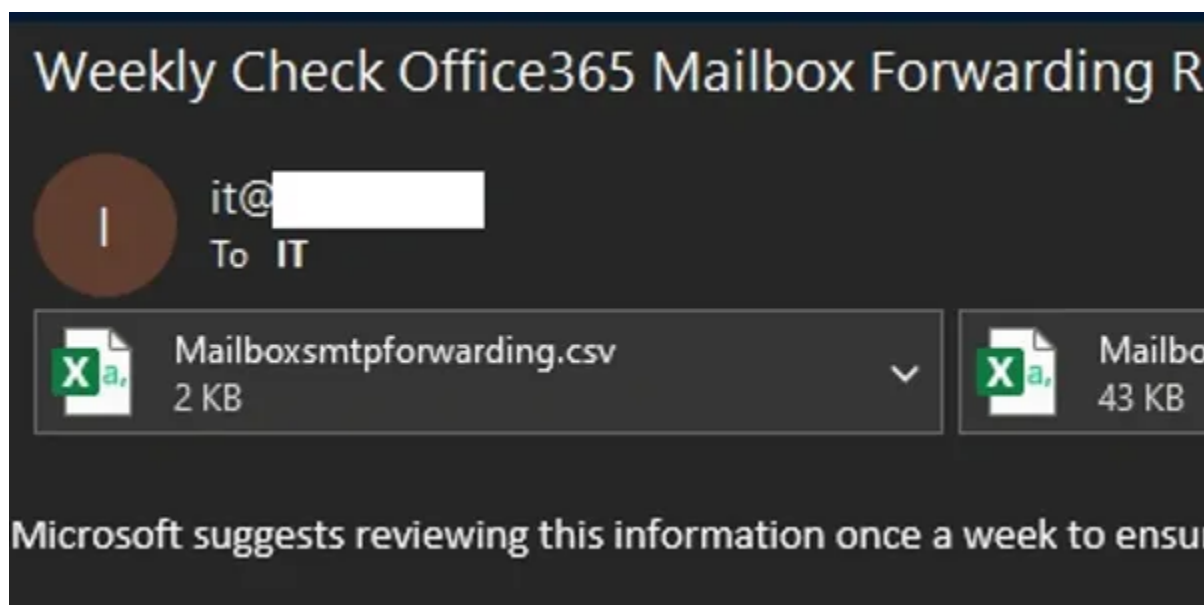 Weekly Check Office365 Mailbox Forwarding R
I
it@
To IT
Mailboxsmtpforwarding.csv
2 KB
Mailbo
43 KB
Microsoft suggests reviewing this information once a week to ensu